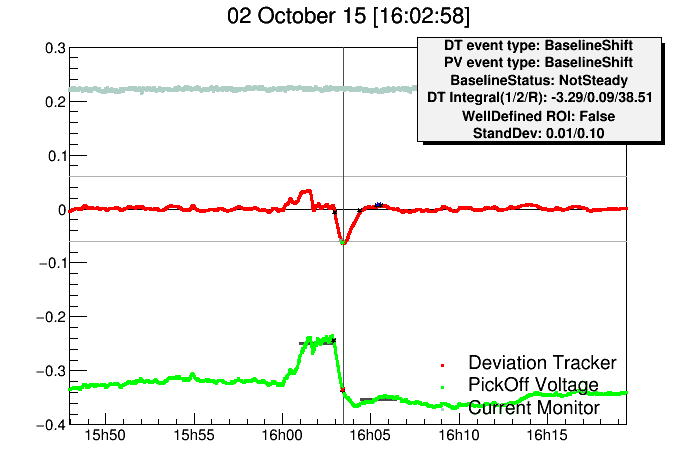 02 October 15 [16:02:58]
DT event type: BaselineShift
PV event type: BaselineShift
BaselineStatus: NotSteady
DT Integral(1/2/R): -3.29/0.09/38.51
WellDefined ROI: False
StandDev: 0.01/0.10
0.3
0.2
0.1
0
−0.1
−0.2
−0.3
−0.4
Deviation Tracker
PickOff Voltage
Current Monitor
15h50 15h55 16h00 16h05 16h10 16h15